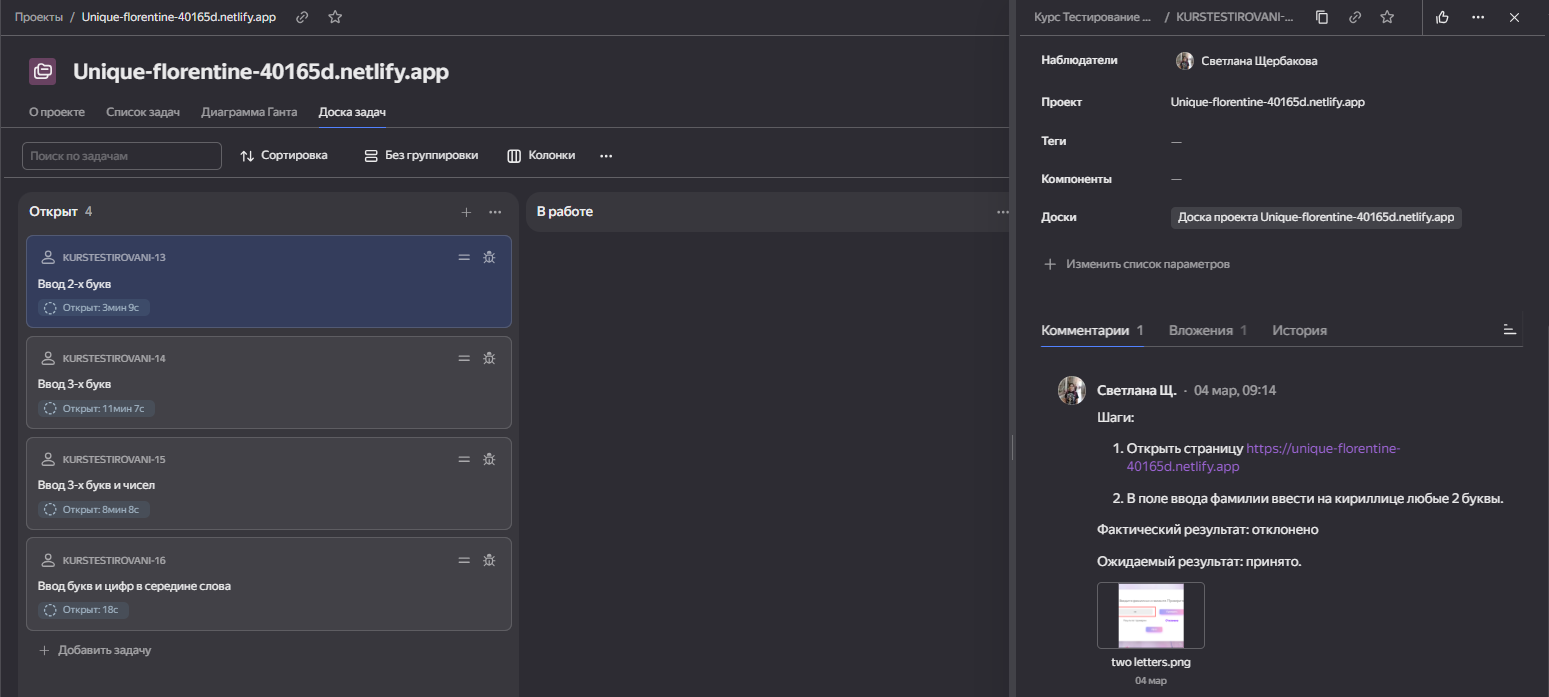 Проекты / Unique-florentine-40165d.netlify.app
Unique-florentine-40165d.netlify.app
О проекте Список задач Диаграмма Ганта Доска задач
Поиск по задачам Сортировка Без группировки Колонки
Открыт 4
KURSTESTIROVANI-13
Ввод 2-х букв
Открыт: 3мин 9с
KURSTESTIROVANI-14
Ввод 3-х букв
Открыт: 11мин 7с
KURSTESTIROVANI-15
Ввод 3-х букв и чисел
Открыт: 8мин 8с
KURSTESTIROVANI-16
Ввод букв и цифр в середине слова
Открыт: 18с
Добавить задачу
В работе
Курс Тестирование ... / KURSTESTIROVANI-...
Наблюдатели Светлана Щербакова
Проект Unique-florentine-40165d.netlify.app
Теги —
Компоненты —
Доски Доска проекта Unique-florentine-40165d.netlify.app
Изменить список параметров
Комментарии 1 Вложения 1 История
Светлана Щ. · 04 мар, 09:14
Шаги:
1. Открыть страницу https://unique-florentine-
40165d.netlify.app
2. В поле ввода фамилии ввести на кириллице любые 2 буквы.
Фактический результат: отклонено
Ожидаемый результат: принято.
two letters.png
04 мар